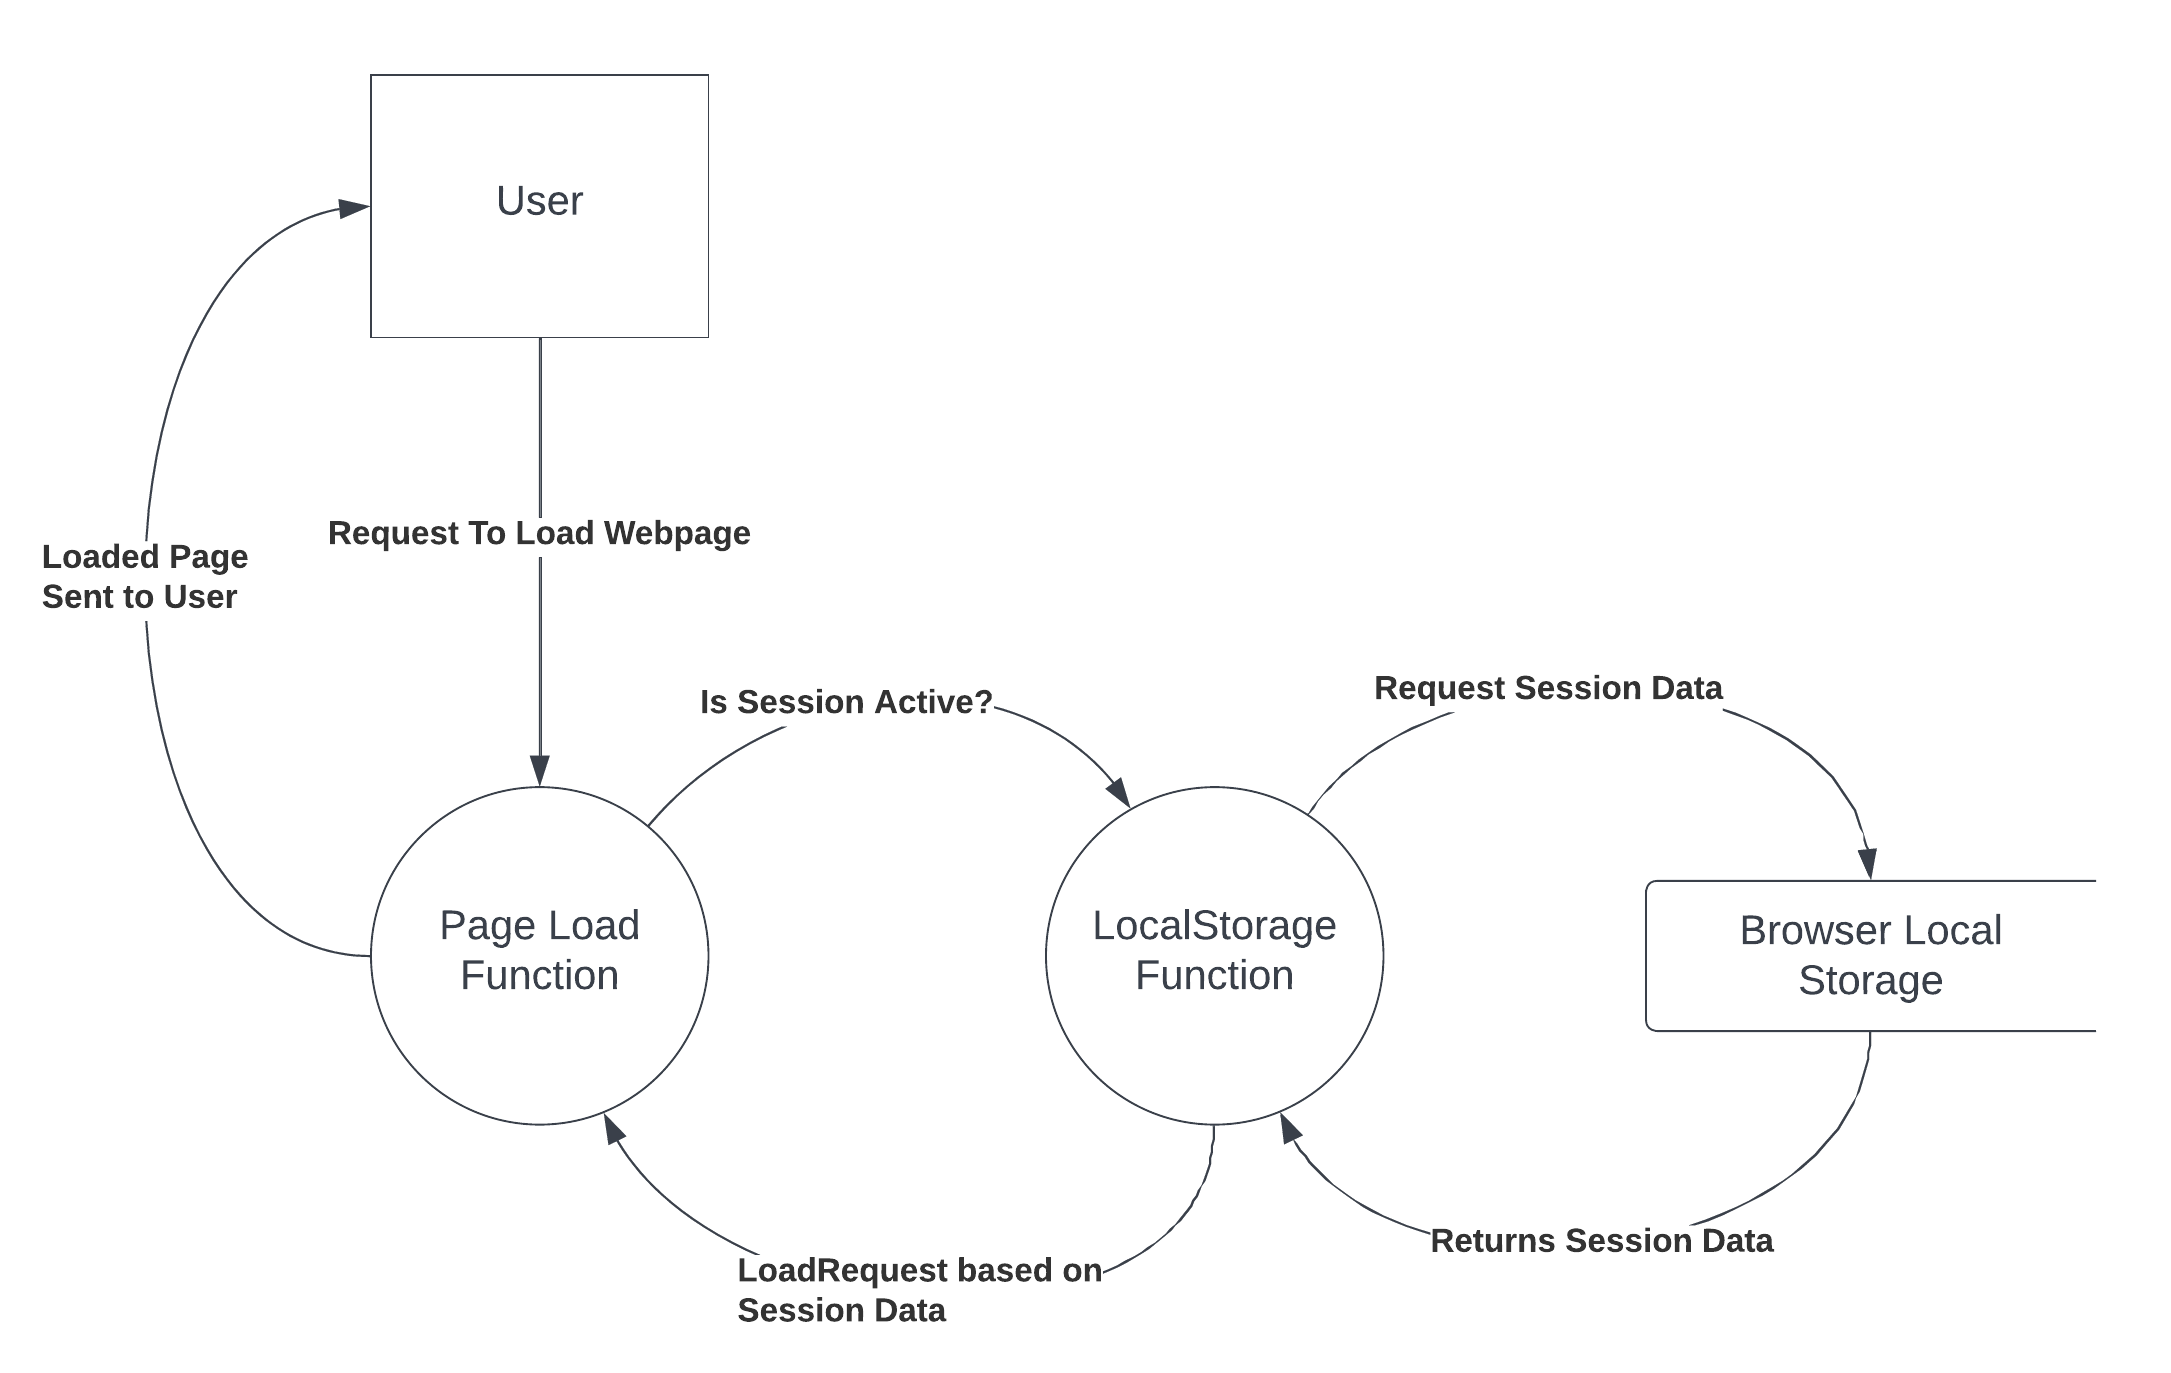 User
Request To Load Webpage
Loaded Page
Sent to User
Is Session Active?
Request Session Data
Page Load
Function
LocalStorage
Function
Browser Local
Storage
Returns Session Data
LoadRequest based on
Session Data